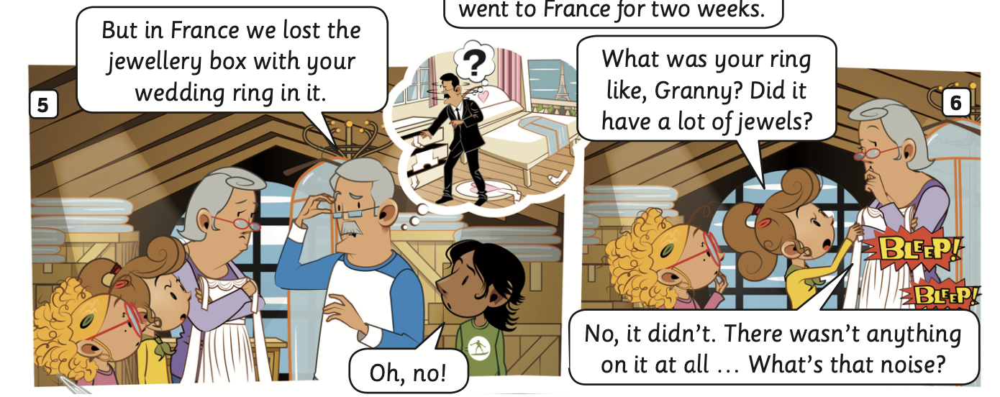 went to France for two weeks.
5
But in France we lost the
jewellery box with your
wedding ring in it.
?
Oh, no!
6
What was your ring
like, Granny? Did it
have a lot of jewels?
BLEEP!
BLEEP!
No, it didn't. There wasn't anything
on it at all ... What's that noise?